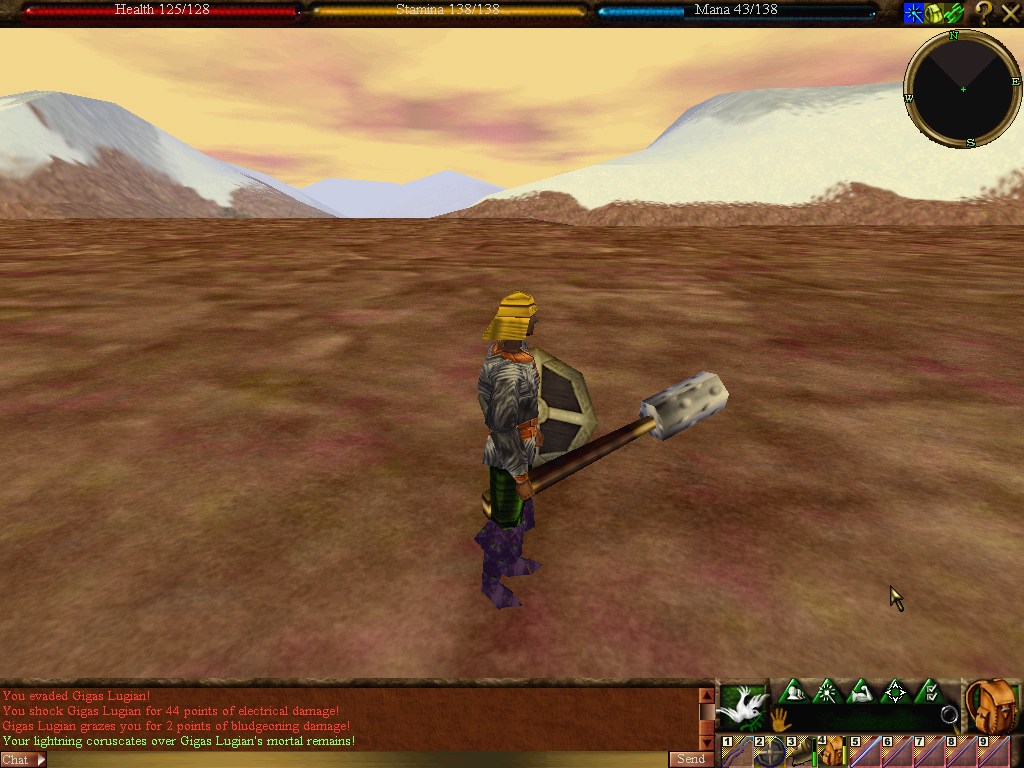 Health 125/128 Stamina 138/138 Mana 43/138
N
W E
S
You evaded Gigas Lugian!
You shock Gigas Lugian for 44 points of electrical damage!
Gigas Lugian grazes you for 2 points of bludgeoning damage!
Your lightning coruscates over Gigas Lugian's mortal remains!
1 2 3 4 5 6 7 8 9
Chat Send